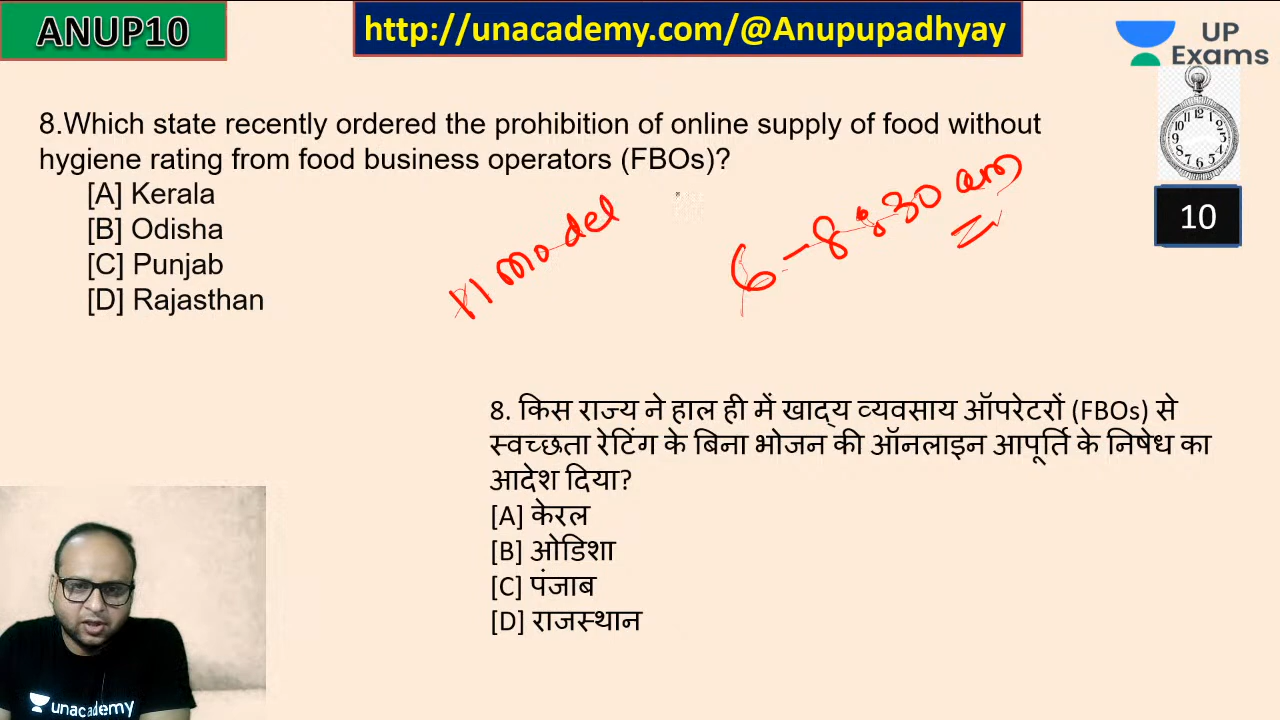 ANUP10
http://unacademy.com/@Anupupadhyay
UP
Exams
8.Which state recently ordered the prohibition of online supply of food without
hygiene rating from food business operators (FBOs)?
[A] Kerala
[B] Odisha
[C] Punjab
[D] Rajasthan
Model
6-8:30 am
10
8. किस राज्य ने हाल ही में खाद्य व्यवसाय ऑपरेटरों (FBOs) से
स्वच्छता रेटिंग के बिना भोजन की ऑनलाइन आपूर्ति के निषेध का
आदेश दिया?
[A] केरल
[B] ओडिशा
[C] पंजाब
[D] राजस्थान
unacademy